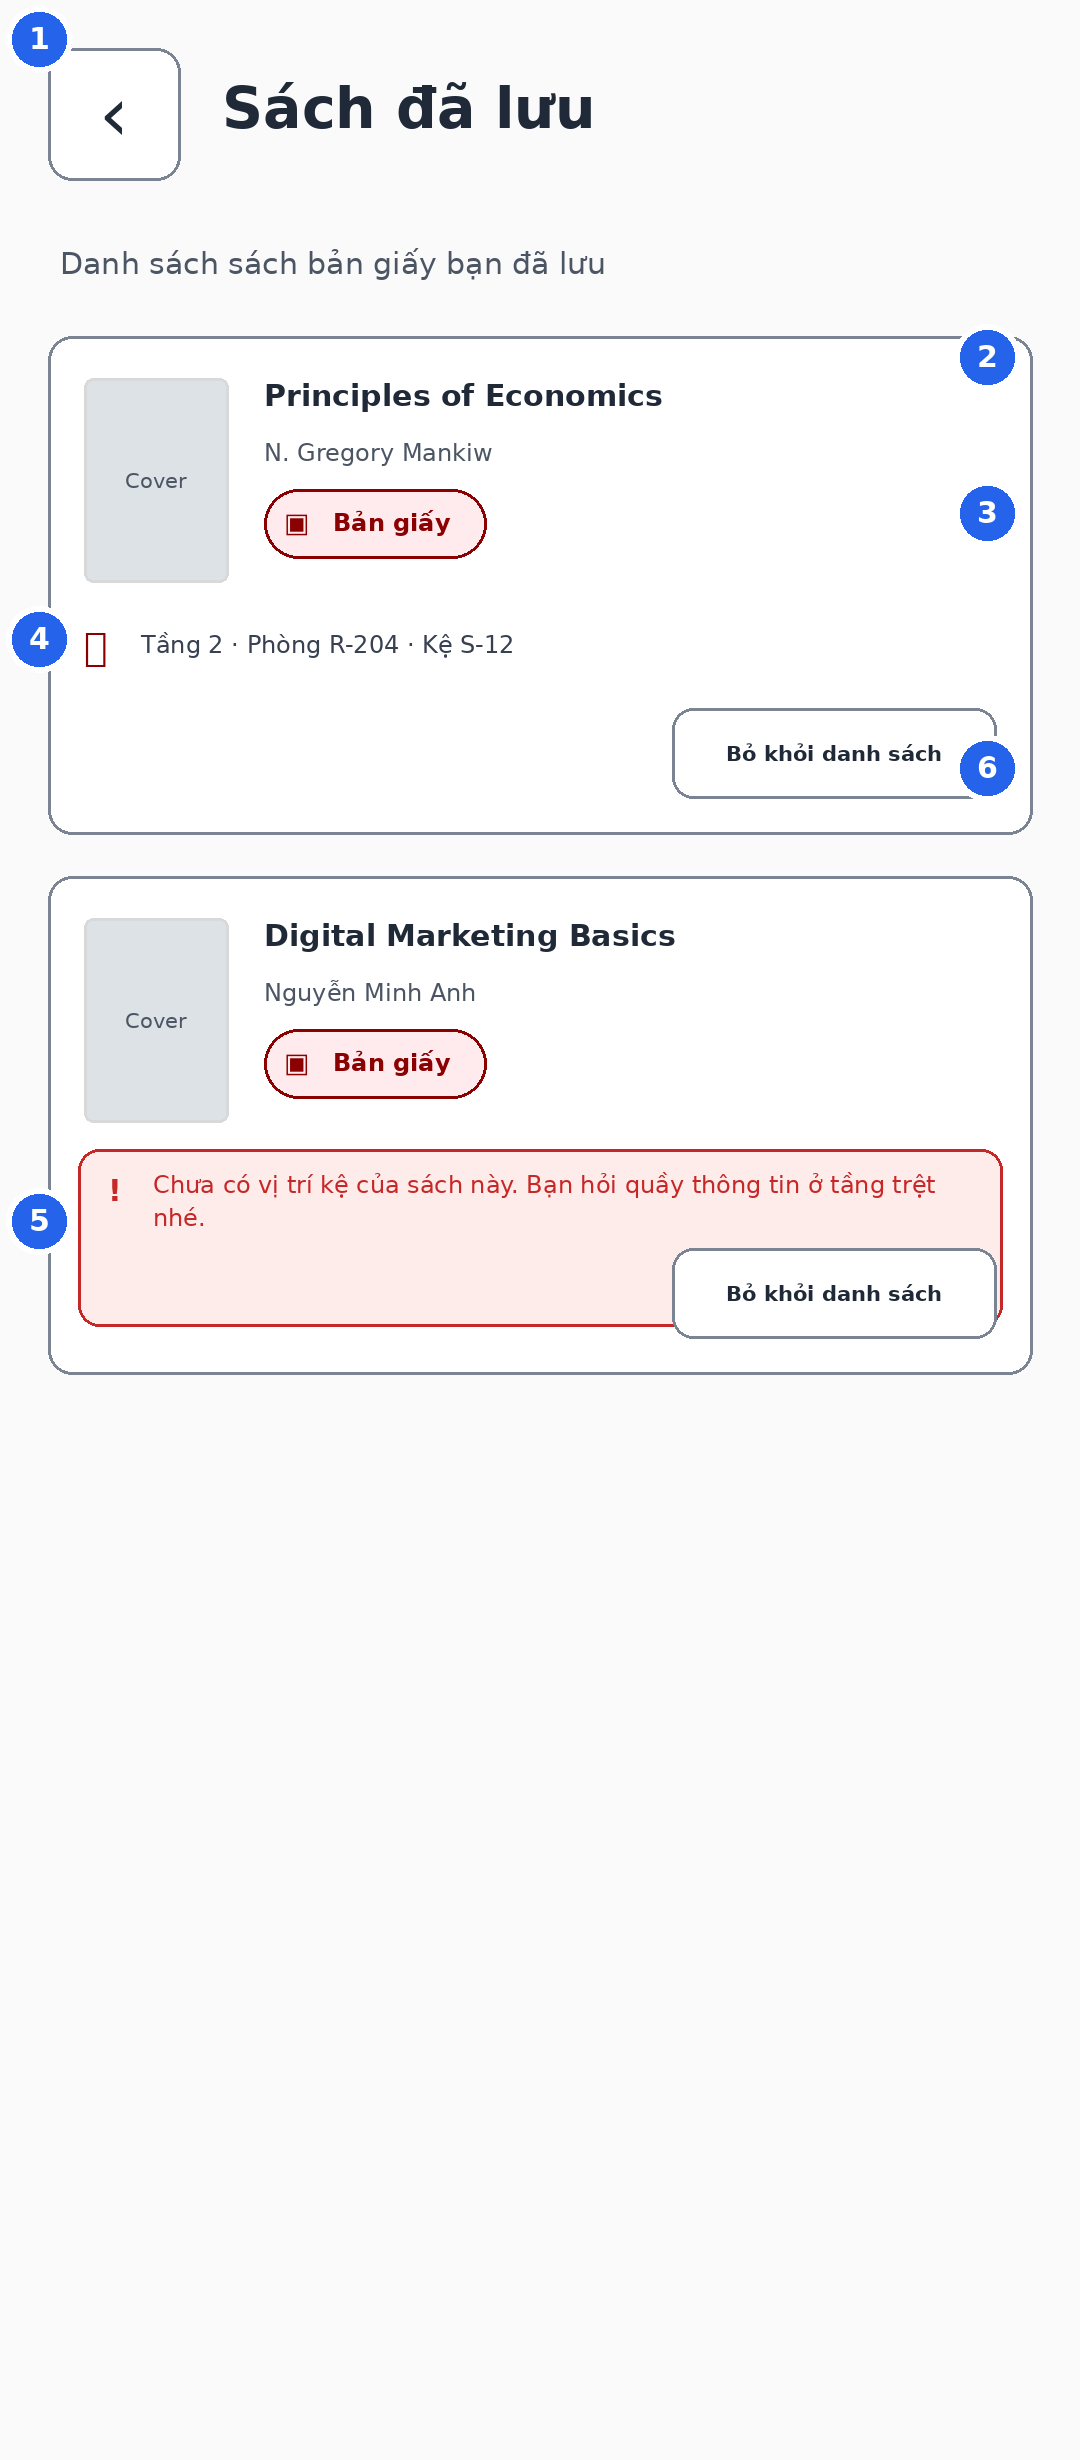 1
‹
Sách đã lưu
Danh sách sách bản giấy bạn đã lưu
2
Principles of Economics
Cover
N. Gregory Mankiw
▣ Bản giấy
3
4
Tầng 2 · Phòng R-204 · Kệ S-12
Bỏ khỏi danh sách
6
Digital Marketing Basics
Cover
Nguyễn Minh Anh
▣ Bản giấy
5
! Chưa có vị trí kệ của sách này. Bạn hỏi quầy thông tin ở tầng trệt
nhé.
Bỏ khỏi danh sách